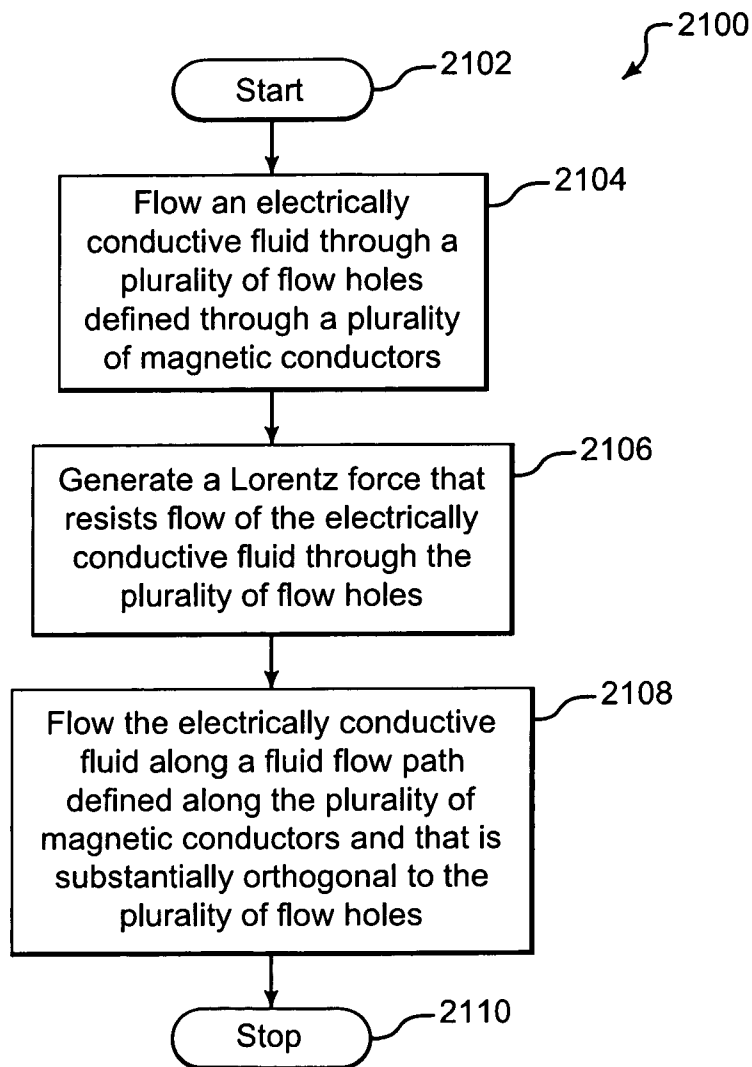 2100
Start
2102
2104
Flow an electrically
conductive fluid through a
plurality of flow holes
defined through a plurality
of magnetic conductors
2106
Generate a Lorentz force that
resists flow of the electrically
conductive fluid through the
plurality of flow holes
2108
Flow the electrically conductive
fluid along a fluid flow path
defined along the plurality of
magnetic conductors and that is
substantially orthogonal to the
plurality of flow holes
Stop
2110